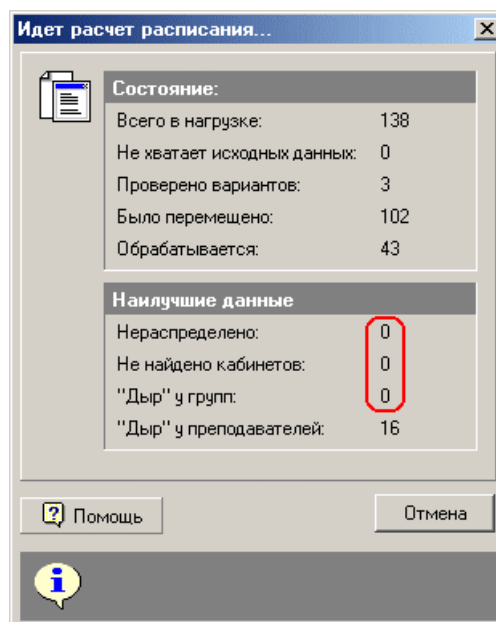 Идет расчет расписания...
Состояние:
Всего в нагрузке: 138
Не хватает исходных данных: 0
Проверено вариантов: 3
Было перемещено: 102
Обрабатывается: 43
Наилучшие данные
Нераспределено: 0
Не найдено кабинетов: 0
"Дыр" у групп: 0
"Дыр" у преподавателей: 16
Помощь
Отмена